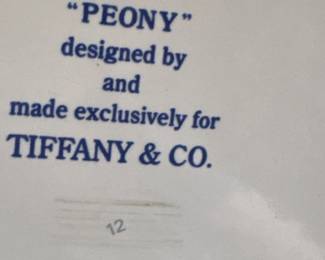 “PEONY”
designed by
and
made exclusively for
TIFFANY & CO.
12